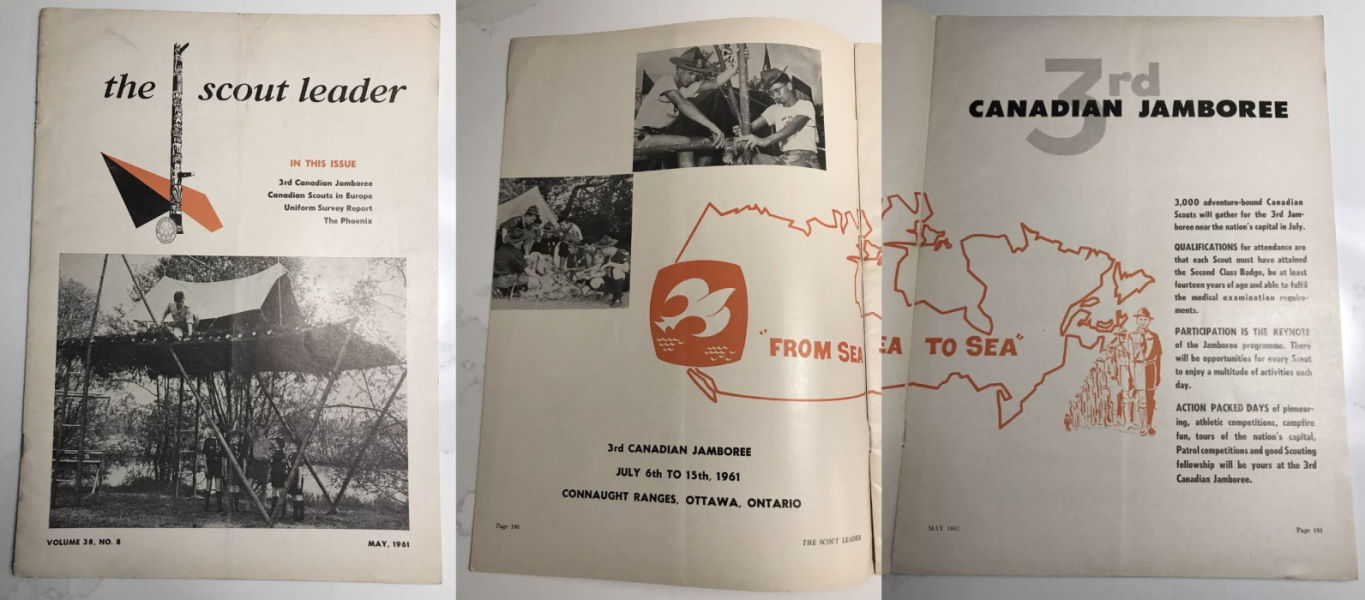 the scout leader
IN THIS ISSUE
3rd Canadian Jamboree
Canadian Scouts in Europe
Uniform Survey Report
The Phoenix
VOLUME 38, NO. 8
MAY, 1961
"FROM SEA
3rd CANADIAN JAMBOREE
JULY 6th TO 15th, 1961
CONNAUGHT RANGES, OTTAWA, ONTARIO
Page 190
THE SCOUT LEADER
3rd
CANADIAN JAMBOREE
EA TO SEA"
3,000 adventure-bound Canadian
Scouts will gather for the 3rd Jam-
boree near the nation's capital in July.
QUALIFICATIONS for attendance are
that each Scout must have attained
the Second Class Badge, be at least
fourteen years of age and able to fulfil
the medical examination require-
ments.
PARTICIPATION IS THE KEYNOTE
of the Jamboree programme. There
will be opportunities for every Scout
to enjoy a multitude of activities each
day.
ACTION PACKED DAYS of pioneer-
ing, athletic competitions, campfire
fun, tours of the nation's capital,
Patrol competitions and good Scouting
fellowship will be yours at the 3rd
Canadian Jamboree.
MAY 1961
Page 191